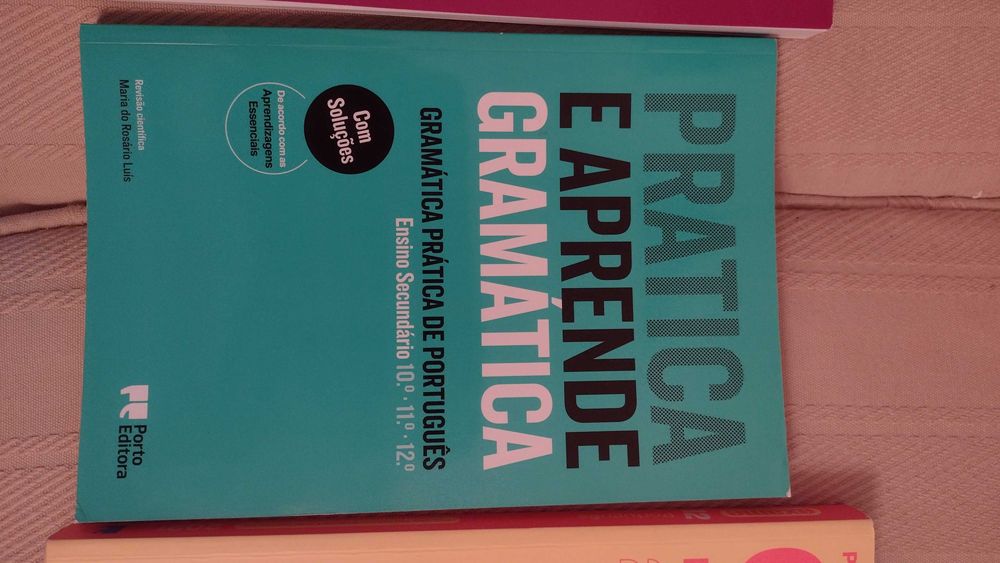 PRATICA
E APRENDE
GRAMÁTICA
GRAMÁTICA PRÁTICA DE PORTUGUÊS
Ensino Secundário 10.º · 11.º · 12.º
Com
Soluções
De acordo com as
Aprendizagens
Essenciais
Revisão científica
Maria do Rosário Luís
Porto
Editora
2